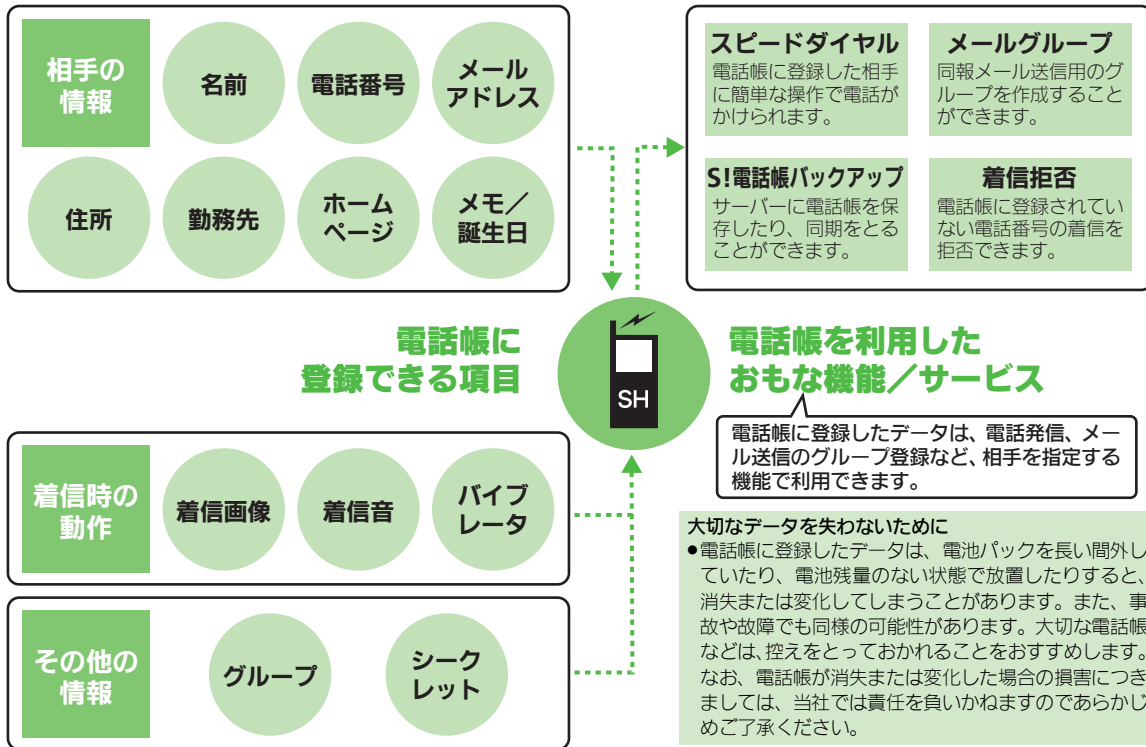 相手の
情報
名前
電話番号
メール
アドレス
住所
勤務先
ホーム
ページ
メモ／
誕生日
スピードダイヤル
電話帳に登録した相手
に簡単な操作で電話が
かけられます。
メールグループ
同報メール送信用のグ
ループを作成すること
ができます。
S!電話帳バックアップ
サーバーに電話帳を保
存したり、同期をとる
ことができます。
着信拒否
電話帳に登録されてい
ない電話番号の着信を
拒否できます。
電話帳に
登録できる項目
SH
電話帳を利用した
おもな機能／サービス
電話帳に登録したデータは、電話発信、メー
ル送信のグループ登録など、相手を指定する
機能で利用できます。
着信時の
動作
着信画像
着信音
バイブ
レータ
その他の
情報
グループ
シーク
レット
大切なデータを失わないために
●電話帳に登録したデータは、電池パックを長い間外し
ていたり、電池残量のない状態で放置したりすると、
消失または変化してしまうことがあります。また、事
故や故障でも同様の可能性があります。大切な電話帳
などは、控えをとっておかれることをおすすめします。
なお、電話帳が消失または変化した場合の損害につき
ましては、当社では責任を負いかねますのであらかじ
めご了承ください。